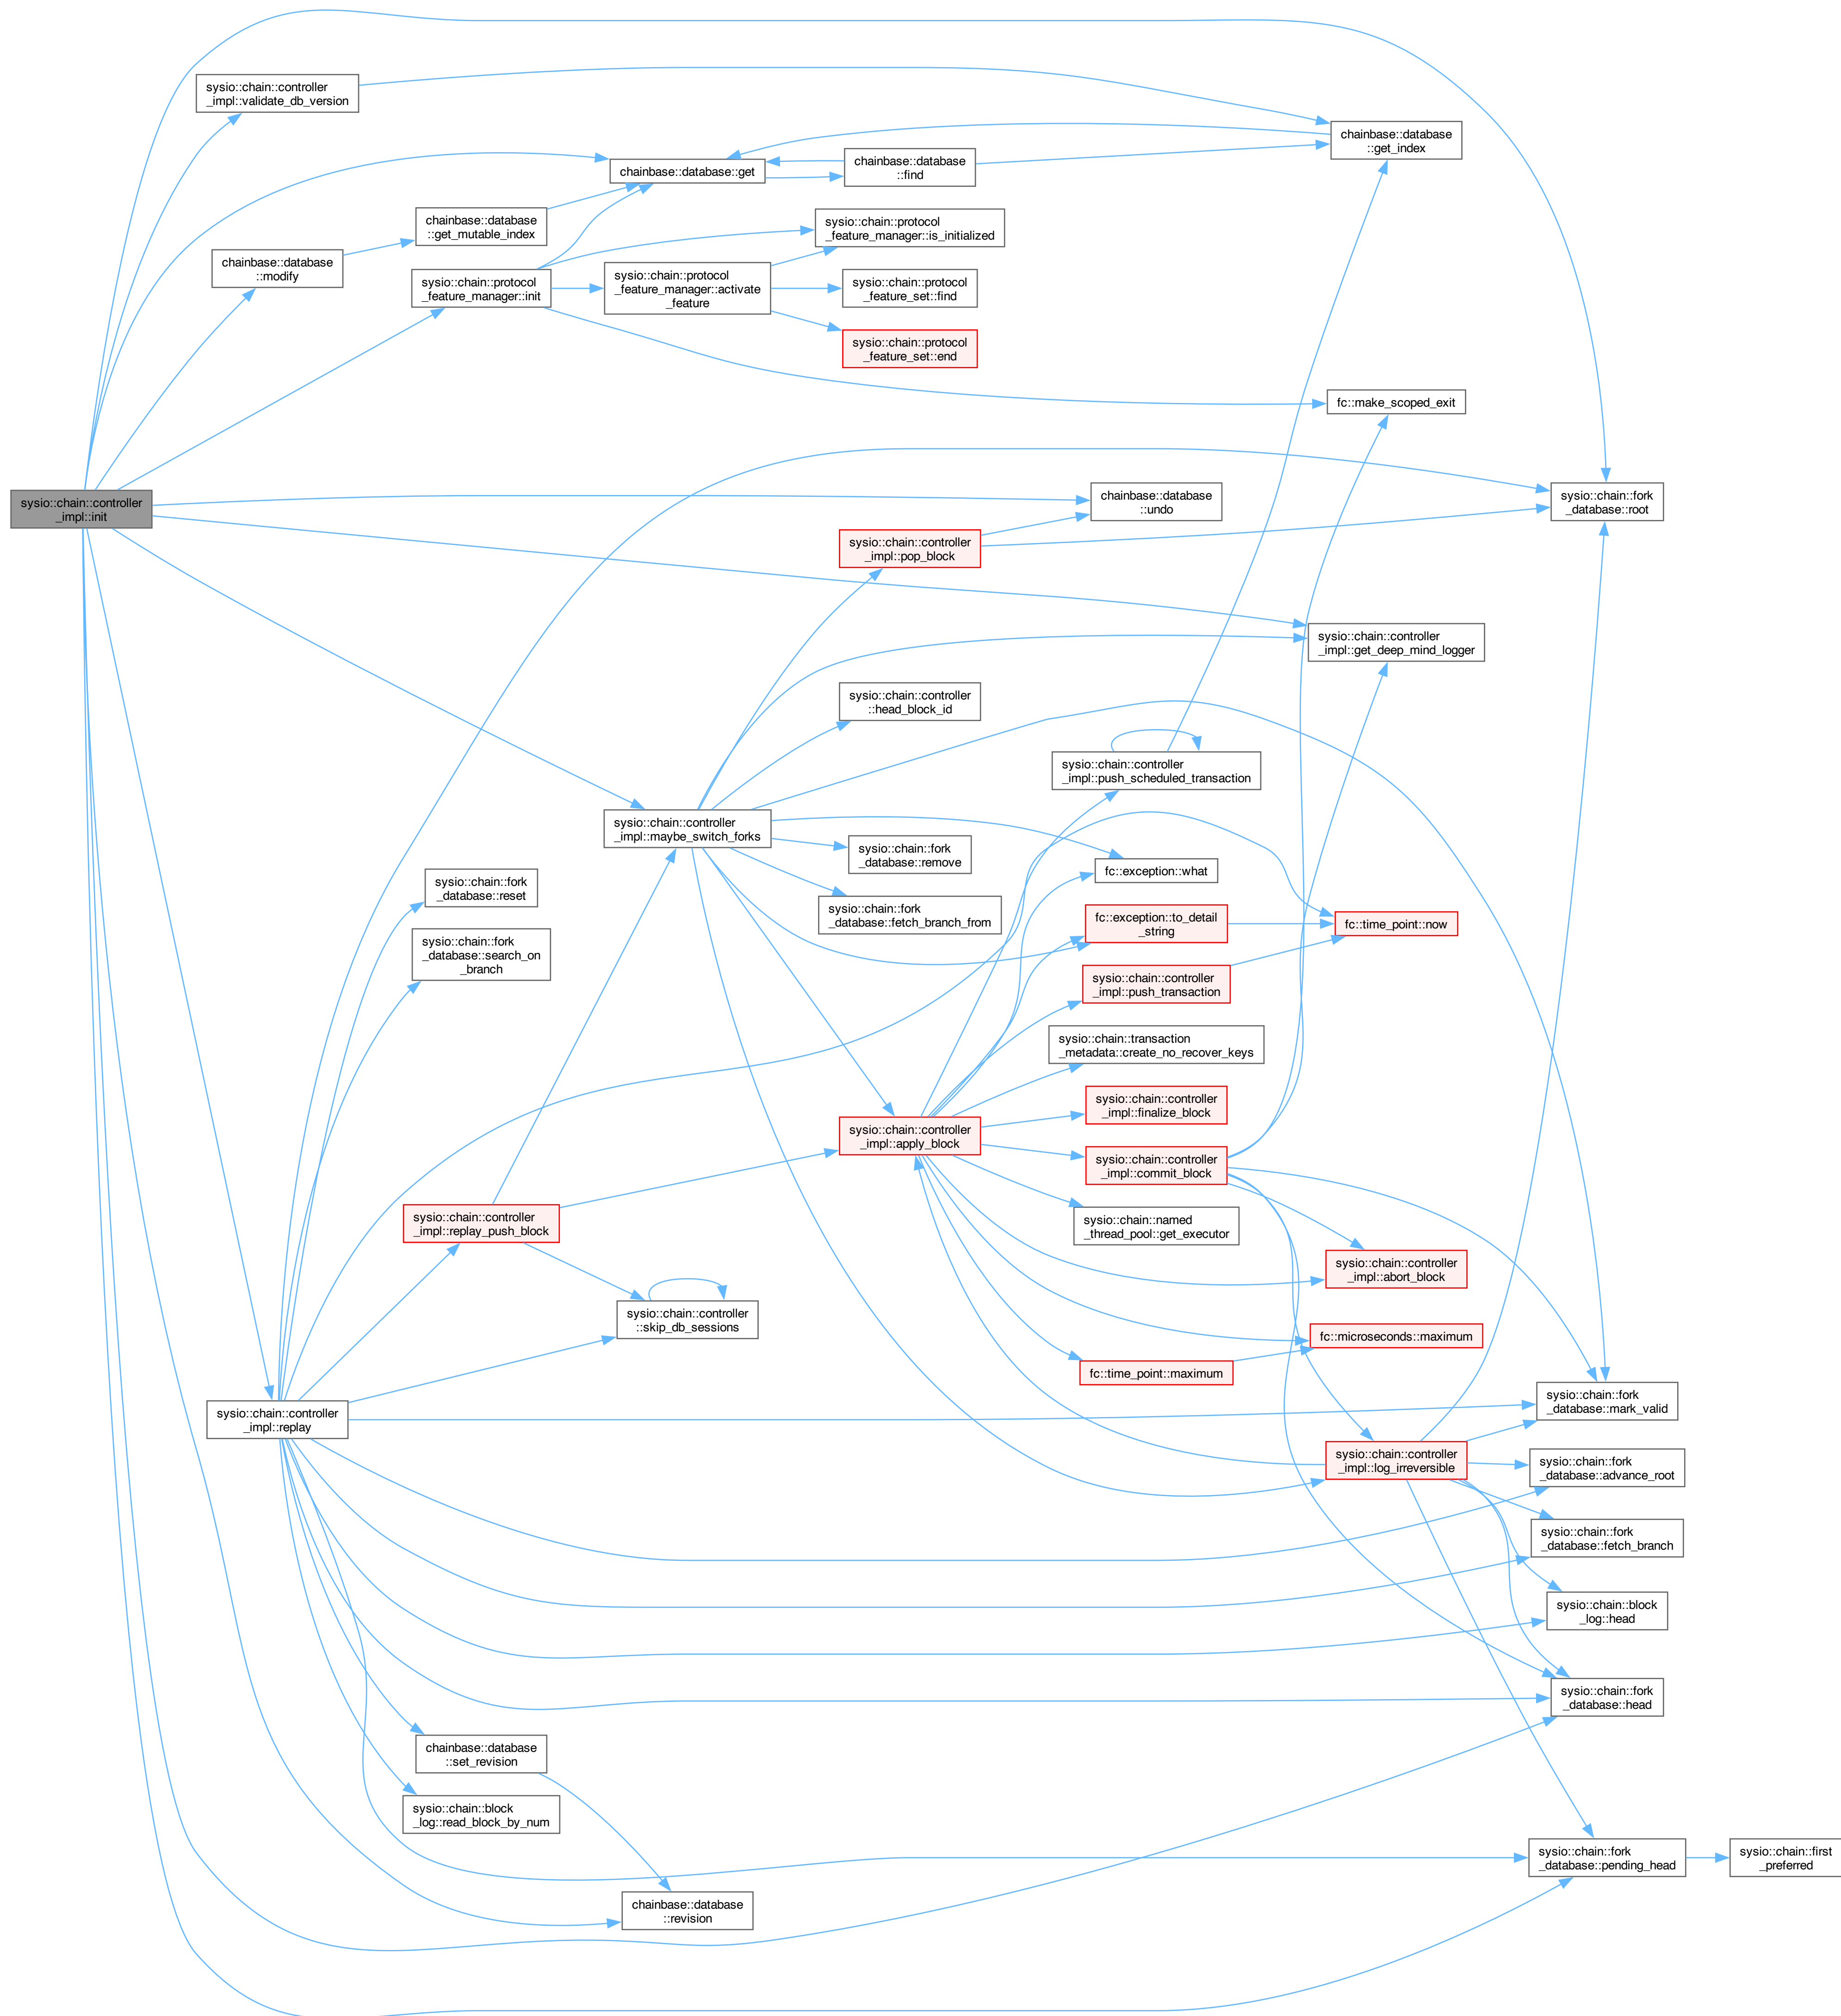 sysio::chain::controller
_impl::validate_db_version
chainbase::database
::get_index
chainbase::database::get
chainbase::database
::find
chainbase::database
::get_mutable_index
sysio::chain::protocol
_feature_manager::is_initialized
chainbase::database
::modify
sysio::chain::protocol
_feature_manager::init
sysio::chain::protocol
_feature_manager::activate
_feature
sysio::chain::protocol
_feature_set::find
sysio::chain::protocol
_feature_set::end
fc::make_scoped_exit
sysio::chain::controller
_impl::init
chainbase::database
::undo
sysio::chain::fork
_database::root
sysio::chain::controller
_impl::pop_block
sysio::chain::controller
_impl::get_deep_mind_logger
sysio::chain::controller
::head_block_id
sysio::chain::controller
_impl::push_scheduled_transaction
sysio::chain::controller
_impl::maybe_switch_forks
sysio::chain::fork
_database::remove
fc::exception::what
sysio::chain::fork
_database::reset
sysio::chain::fork
_database::fetch_branch_from
fc::exception::to_detail
_string
fc::time_point::now
sysio::chain::fork
_database::search_on
_branch
sysio::chain::controller
_impl::push_transaction
sysio::chain::transaction
_metadata::create_no_recover_keys
sysio::chain::controller
_impl::finalize_block
sysio::chain::controller
_impl::apply_block
sysio::chain::controller
_impl::commit_block
sysio::chain::controller
_impl::replay_push_block
sysio::chain::named
_thread_pool::get_executor
sysio::chain::controller
_impl::abort_block
sysio::chain::controller
::skip_db_sessions
fc::microseconds::maximum
fc::time_point::maximum
sysio::chain::controller
_impl::replay
sysio::chain::fork
_database::mark_valid
sysio::chain::controller
_impl::log_irreversible
sysio::chain::fork
_database::advance_root
sysio::chain::fork
_database::fetch_branch
sysio::chain::block
_log::head
sysio::chain::fork
_database::head
chainbase::database
::set_revision
sysio::chain::block
_log::read_block_by_num
sysio::chain::fork
_database::pending_head
sysio::chain::first
_preferred
chainbase::database
::revision